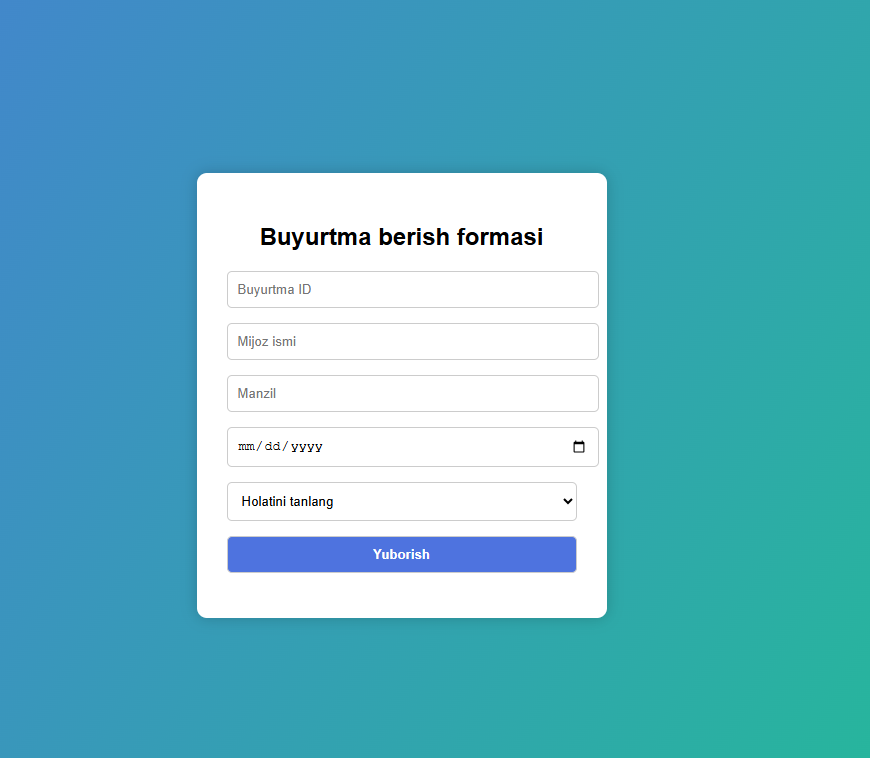 Buyurtma berish formasi
Buyurtma ID
Mijoz ismi
Manzil
mm/dd/yyyy
Holatini tanlang
Yuborish